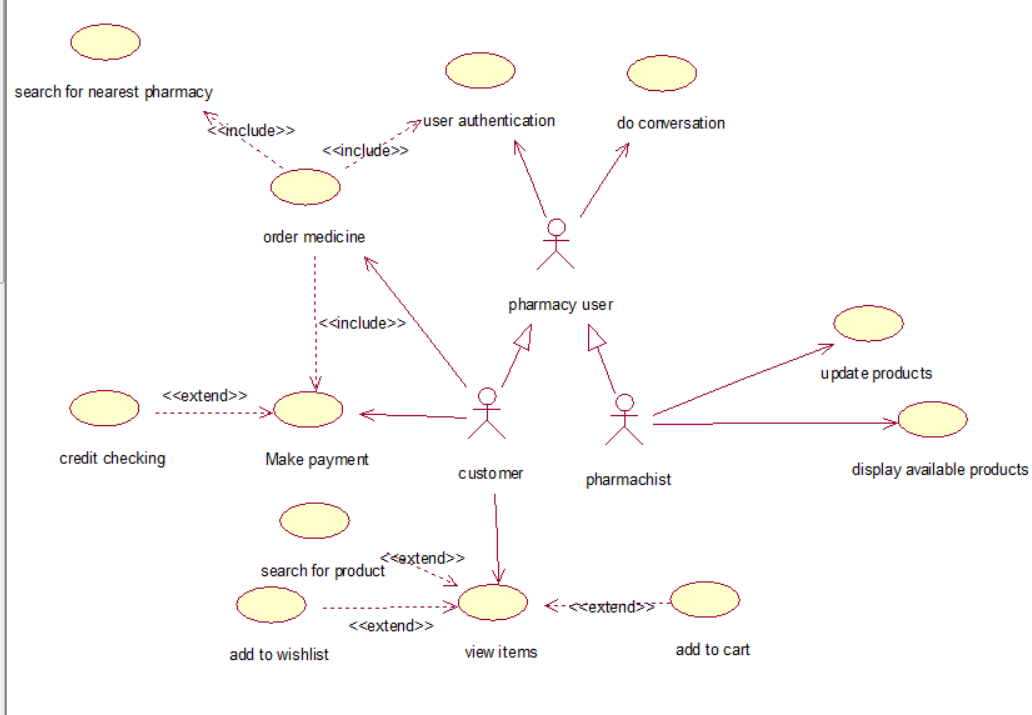 search for nearest pharmacy
user authentication
do conversation
<<include>>
<<include>>
order medicine
pharmacy user
<<include>>
update products
<<extend>>
credit checking
Make payment
customer
pharmachist
display available products
search for product
<<extend>>
<<extend>>
<<extend>>
add to wishlist
view items
add to cart